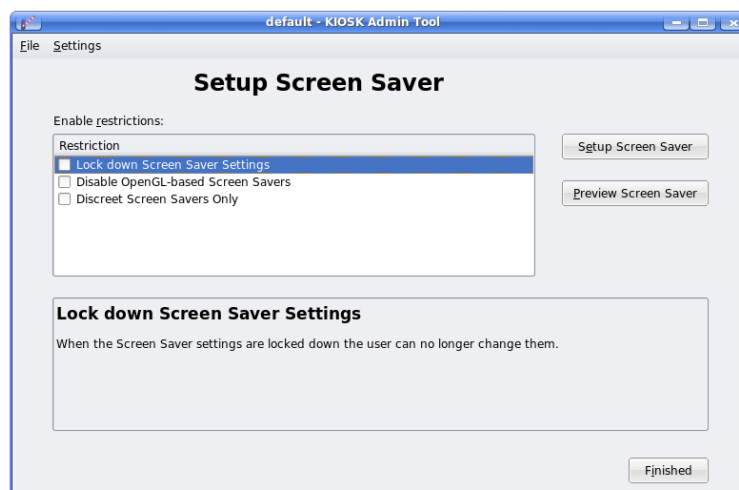 default - KIOSK Admin Tool
File Settings
Setup Screen Saver
Enable restrictions:
Restriction
Setup Screen Saver
Lock down Screen Saver Settings
Disable OpenGL-based Screen Savers
Preview Screen Saver
Discreet Screen Savers Only
Lock down Screen Saver Settings
When the Screen Saver settings are locked down the user can no longer change them.
Finished